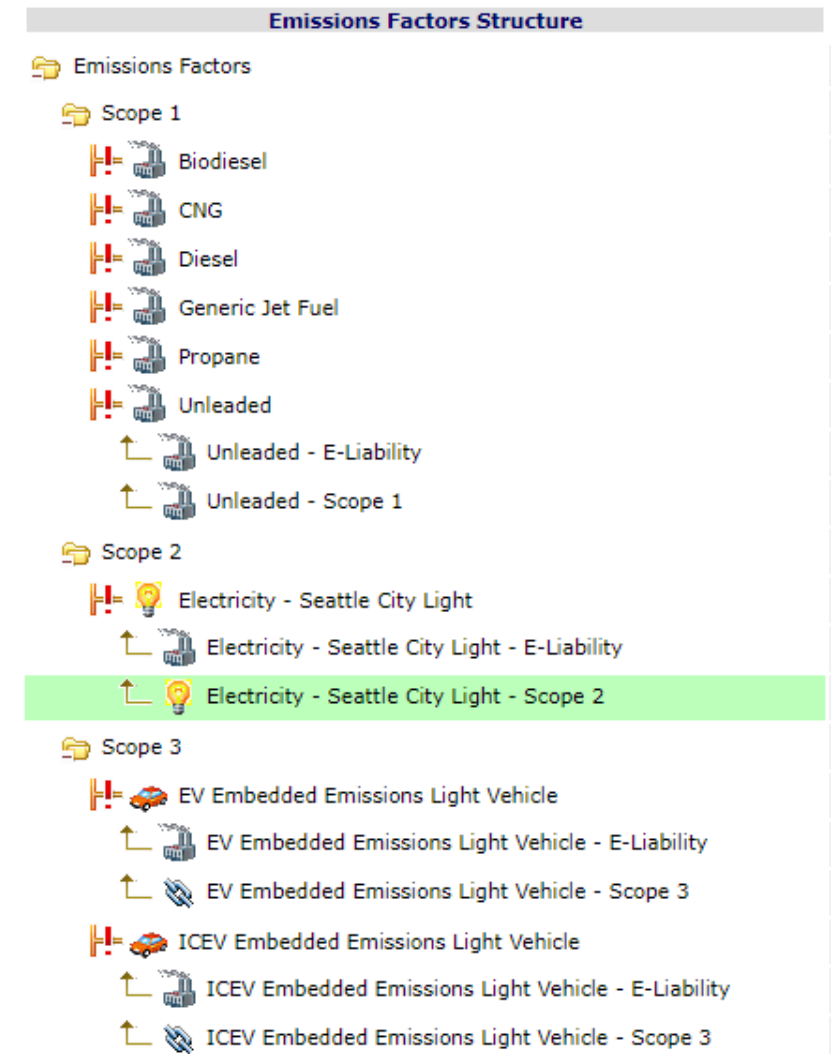 Emissions Factors Structure
Emissions Factors
Scope 1
Biodiesel
CNG
Diesel
Generic Jet Fuel
Propane
Unleaded
Unleaded - E-Liability
Unleaded - Scope 1
Scope 2
Electricity - Seattle City Light
Electricity - Seattle City Light - E-Liability
Electricity - Seattle City Light - Scope 2
Scope 3
EV Embedded Emissions Light Vehicle
EV Embedded Emissions Light Vehicle - E-Liability
EV Embedded Emissions Light Vehicle - Scope 3
ICEV Embedded Emissions Light Vehicle
ICEV Embedded Emissions Light Vehicle - E-Liability
ICEV Embedded Emissions Light Vehicle - Scope 3